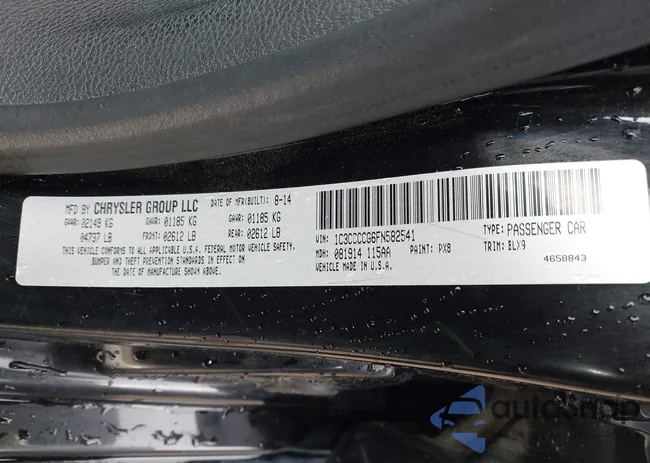 MFD BY CHRYSLER GROUP LLC DATE OF MFR(BUILT): 8-14
GVWR: 02149 KG GAWR: 01185 KG GAWR: 01185 KG
04737 LB FRONT: 02612 LB REAR: 02612 LB
THIS VEHICLE CONFORMS TO ALL APPLICABLE U.S.A. FEDERAL MOTOR VEHICLE SAFETY,
BUMPER AND THEFT PREVENTION STANDARDS IN EFFECT ON
THE DATE OF MANUFACTURE SHOWN ABOVE.
VIN: 1C3CCCCG6FN582541 TYPE: PASSENGER CAR
MDH: 081914 115AA PAINT: PX8 TRIM: BLX9
VEHICLE MADE IN U.S.A. 4658843
autoshop